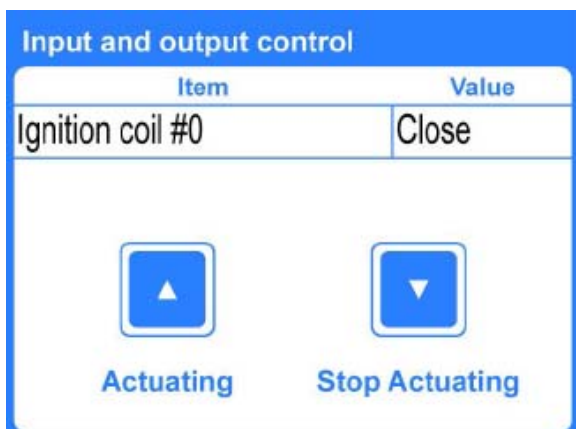 Input and output control
Item Value
Ignition coil #0 Close
Actuating Stop Actuating